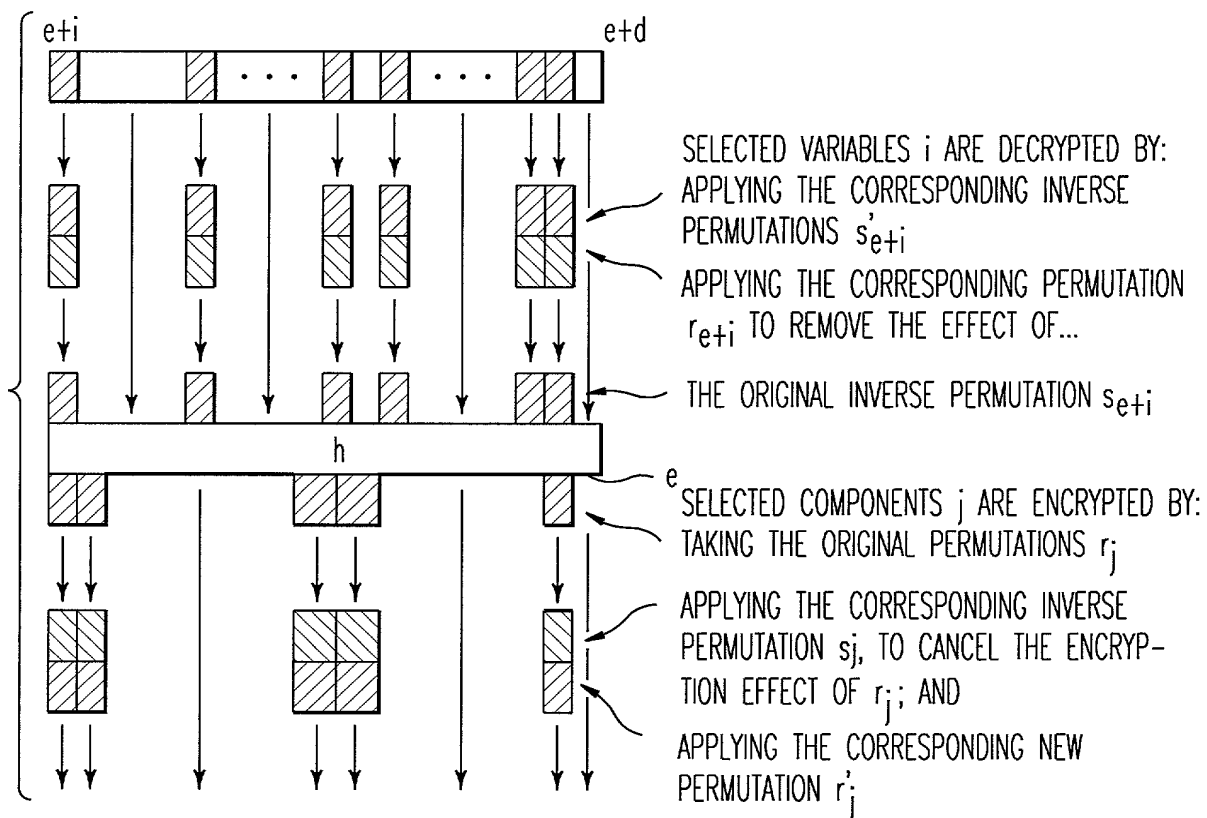 e+i
e+d
SELECTED VARIABLES i ARE DECRYPTED BY:
APPLYING THE CORRESPONDING INVERSE
PERMUTATIONS s'e+i
APPLYING THE CORRESPONDING PERMUTATION
re+i TO REMOVE THE EFFECT OF...
THE ORIGINAL INVERSE PERMUTATION se+i
h
e
SELECTED COMPONENTS j ARE ENCRYPTED BY:
TAKING THE ORIGINAL PERMUTATIONS rj
APPLYING THE CORRESPONDING INVERSE
PERMUTATION sj, TO CANCEL THE ENCRYP-
TION EFFECT OF rj; AND
APPLYING THE CORRESPONDING NEW
PERMUTATION r'j